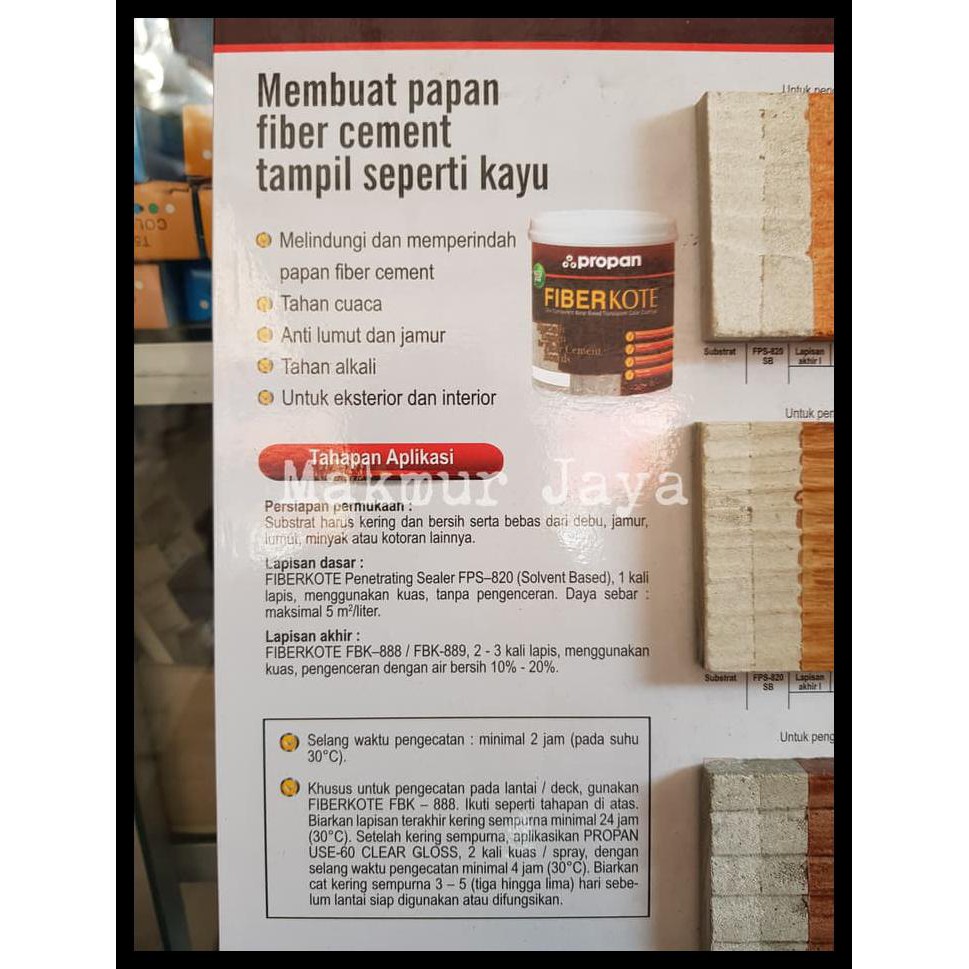 Membuat papan
fiber cement
tampil seperti kayu
Melindungi dan memperindah
papan fiber cement
Tahan cuaca
Anti lumut dan jamur
Tahan alkali
Untuk eksterior dan interior
propan
FIBERKOTE
Tahapan Aplikasi
Makmur Jaya
Persiapan permukaan :
Substrat harus kering dan bersih serta bebas dari debu, jamur,
lumut, minyak atau kotoran lainnya.
Lapisan dasar :
FIBERKOTE Penetrating Sealer FPS–820 (Solvent Based), 1 kali
lapis, menggunakan kuas, tanpa pengenceran. Daya sebar :
maksimal 5 m²/liter.
Lapisan akhir :
FIBERKOTE FBK–888 / FBK-889, 2 - 3 kali lapis, menggunakan
kuas, pengenceran dengan air bersih 10% - 20%.
Selang waktu pengecatan : minimal 2 jam (pada suhu
30°C).
Khusus untuk pengecatan pada lantai / deck, gunakan
FIBERKOTE FBK – 888. Ikuti seperti tahapan di atas.
Biarkan lapisan terakhir kering sempurna minimal 24 jam
(30°C). Setelah kering sempurna, aplikasikan PROPAN
USE-60 CLEAR GLOSS, 2 kali kuas / spray, dengan
selang waktu pengecatan minimal 4 jam (30°C). Biarkan
cat kering sempurna 3 – 5 (tiga hingga lima) hari sebe-
lum lantai siap digunakan atau difungsikan.
Untuk pen
Substrat FPS-820 SB Lapisan akhir I
Untuk per
Substrat FPS-820 SB Lapisan akhir I
Untuk peng